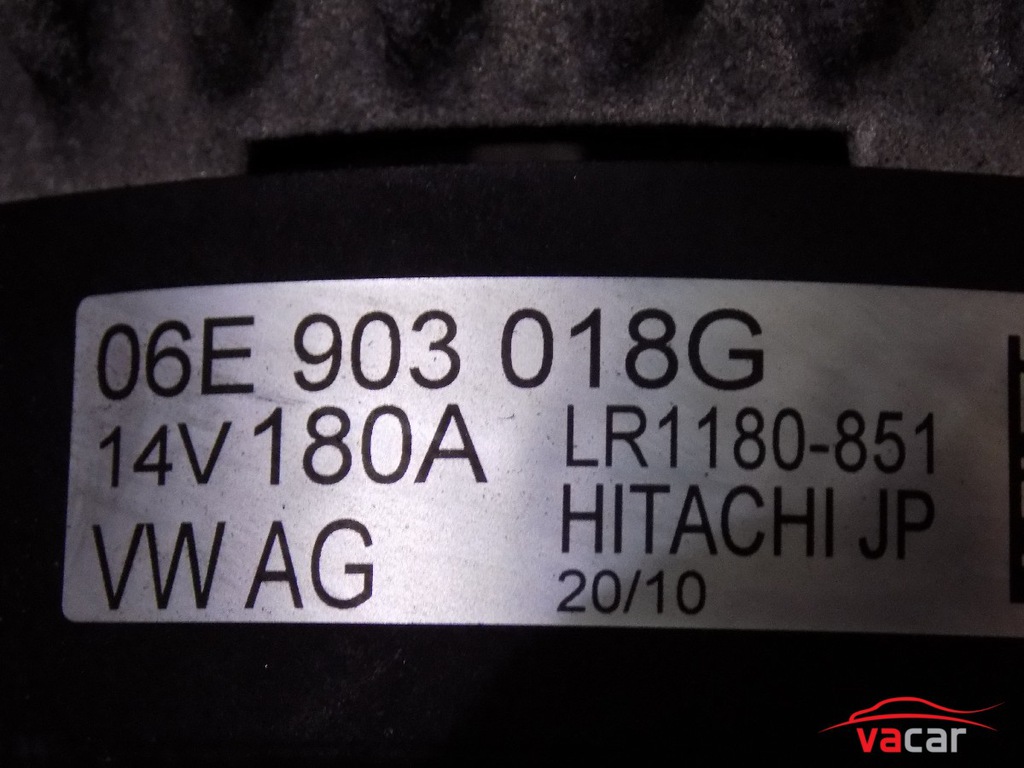 06E 903 018G
14V 180A LR1180-851
VW AG HITACHI JP
20/10
vacar